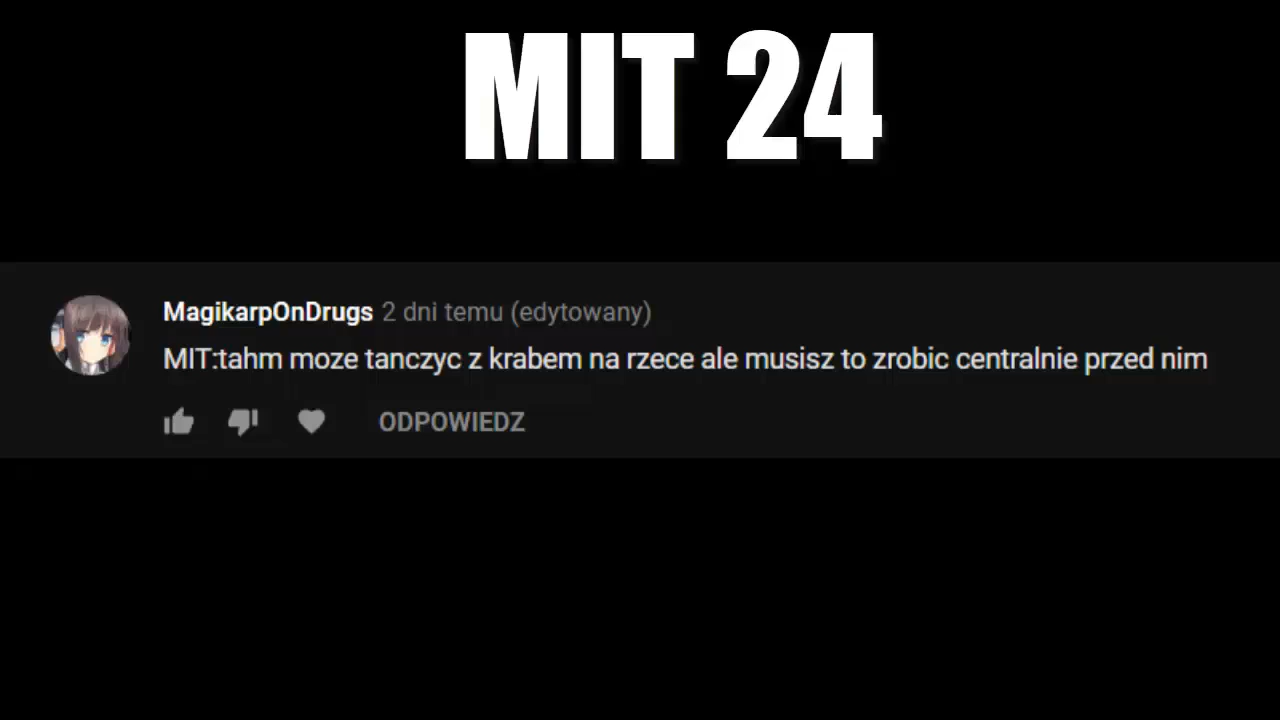 MIT 24
MagikarpOnDrugs 2 dni temu (edytowany)
MIT:tahm moze tanczyc z krabem na rzece ale musisz to zrobic centralnie przed nim
ODPOWIEDZ